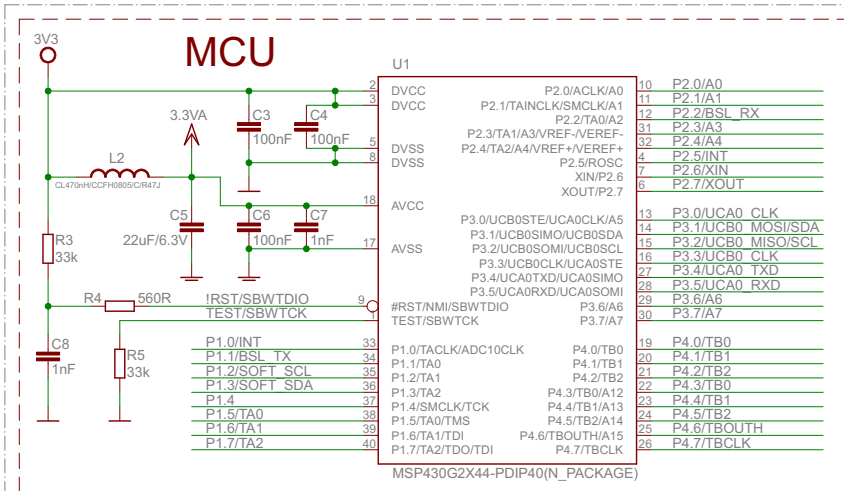 MCU
3V3
3.3VA
U1
2 DVCC
3 DVCC
C3
100nF
C4
100nF
5 DVSS
8 DVSS
L2
CL470nH/CCFH0805/C/R47J
18 AVCC
C5
22uF/6.3V
C6
100nF
C7
1nF
17 AVSS
R3
33k
R4 560R
!RST/SBWTDIO 9 #RST/NMI/SBWTDIO
TEST/SBWTCK 1 TEST/SBWTCK
C8
1nF
R5
33k
P1.0/INT 33 P1.0/TACLK/ADC10CLK
P1.1/BSL_TX 34 P1.1/TA0
P1.2/SOFT_SCL 35 P1.2/TA1
P1.3/SOFT_SDA 36 P1.3/TA2
P1.4 37 P1.4/SMCLK/TCK
P1.5/TA0 38 P1.5/TA0/TMS
P1.6/TA1 39 P1.6/TA1/TDI
P1.7/TA2 40 P1.7/TA2/TDO/TDI
P2.0/ACLK/A0 10 P2.0/A0
P2.1/TAINCLK/SMCLK/A1 11 P2.1/A1
P2.2/TA0/A2 12 P2.2/BSL_RX
P2.3/TA1/A3/VREF-/VEREF- 31 P2.3/A3
P2.4/TA2/A4/VREF+/VEREF+ 32 P2.4/A4
P2.5/ROSC 4 P2.5/INT
XIN/P2.6 7 P2.6/XIN
XOUT/P2.7 6 P2.7/XOUT
P3.0/UCB0STE/UCA0CLK/A5 13 P3.0/UCA0_CLK
P3.1/UCB0SIMO/UCB0SDA 14 P3.1/UCB0_MOSI/SDA
P3.2/UCB0SOMI/UCB0SCL 15 P3.2/UCB0_MISO/SCL
P3.3/UCB0CLK/UCA0STE 16 P3.3/UCB0_CLK
P3.4/UCA0TXD/UCA0SIMO 27 P3.4/UCA0_TXD
P3.5/UCA0RXD/UCA0SOMI 28 P3.5/UCA0_RXD
P3.6/A6 29 P3.6/A6
P3.7/A7 30 P3.7/A7
P4.0/TB0 19 P4.0/TB0
P4.1/TB1 20 P4.1/TB1
P4.2/TB2 21 P4.2/TB2
P4.3/TB0/A12 22 P4.3/TB0
P4.4/TB1/A13 23 P4.4/TB1
P4.5/TB2/A14 24 P4.5/TB2
P4.6/TBOUTH/A15 25 P4.6/TBOUTH
P4.7/TBCLK 26 P4.7/TBCLK
MSP430G2X44-PDIP40(N_PACKAGE)